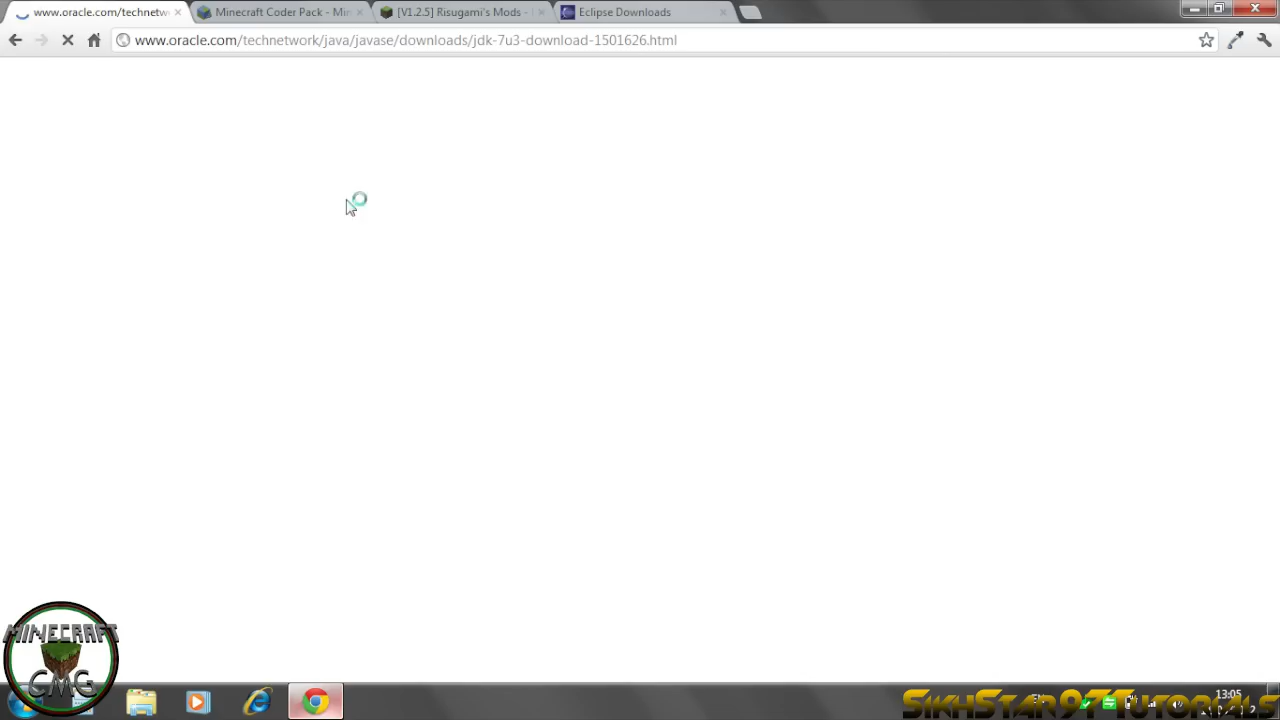 www.oracle.com/technetw
Minecraft Coder Pack - Min
[V1.2.5] Risugami's Mods -
Eclipse Downloads
www.oracle.com/technetwork/java/javase/downloads/jdk-7u3-download-1501626.html
MINECRAFT
CMG
13:05
SIKHSTAR97TUTORIALS